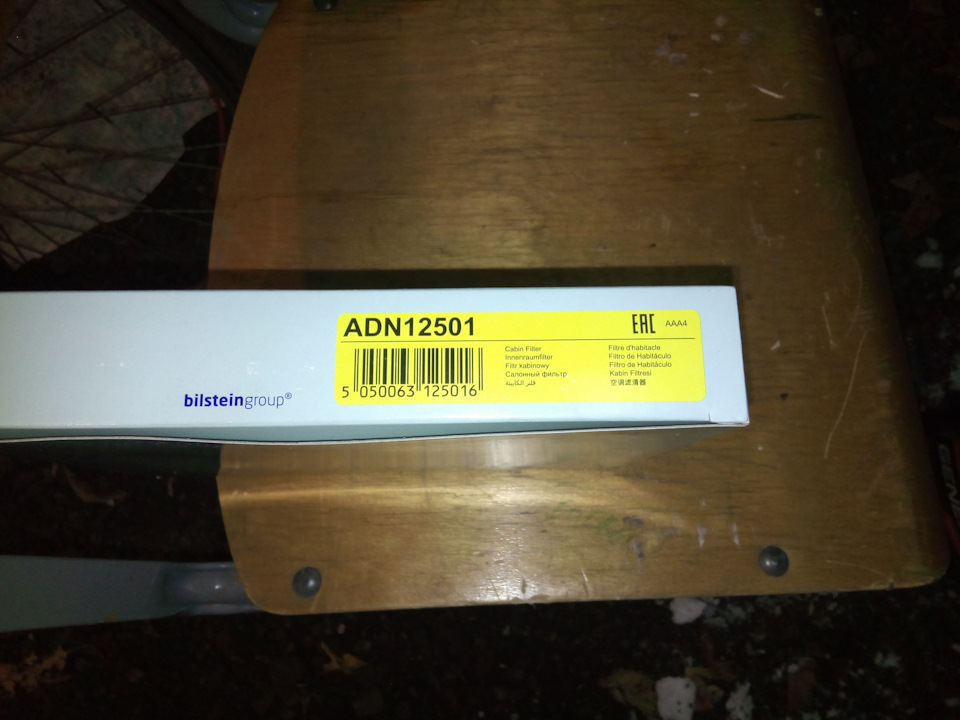 ADN12501
EAC AAA4
5 050063 125016
Cabin Filter
Innenraumfilter
Filtr kabinowy
Салонный фильтр
فلتر الكابينة
Filtre d'habitacle
Filtro de Habitáculo
Filtro de Habitáculo
Kabin Filtresi
空调滤清器
bilsteingroup®